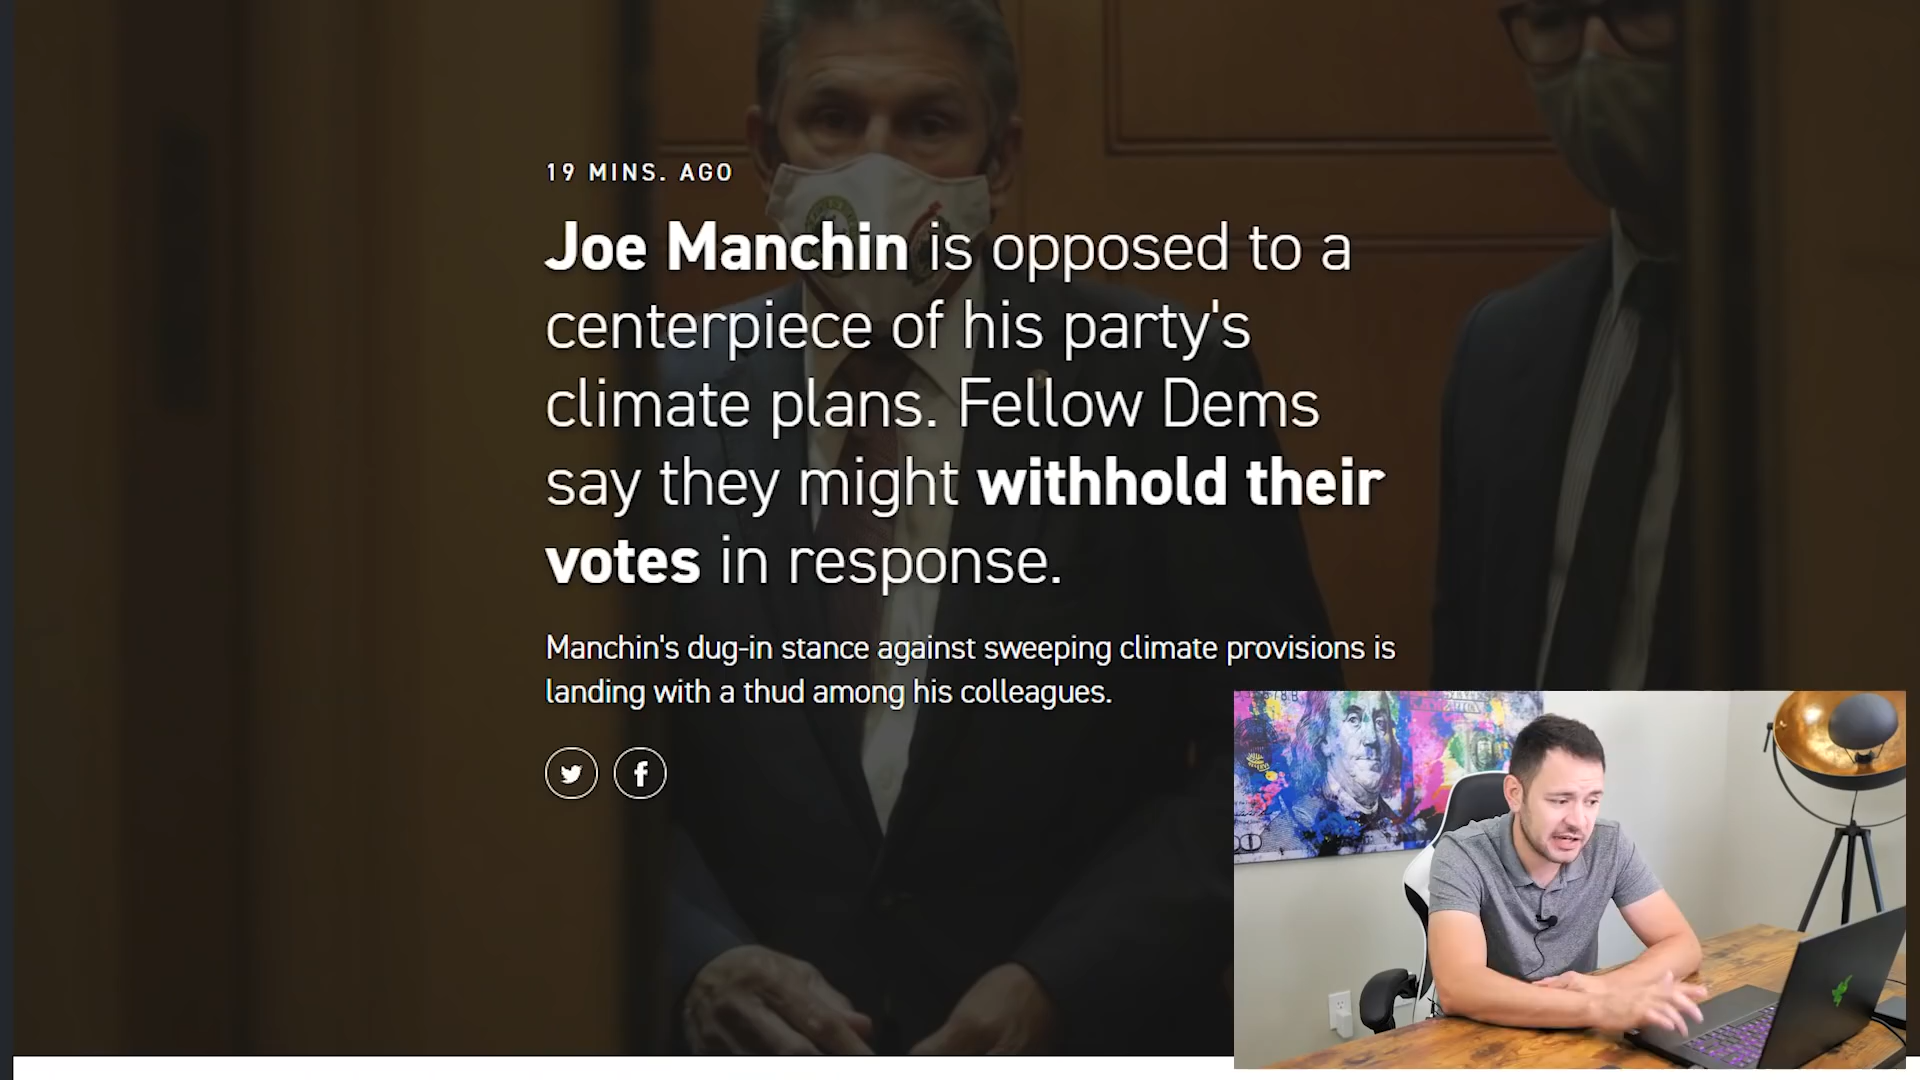 19 MINS. AGO
Joe Manchin is opposed to a
centerpiece of his party's
climate plans. Fellow Dems
say they might withhold their
votes in response.
Manchin's dug-in stance against sweeping climate provisions is
landing with a thud among his colleagues.